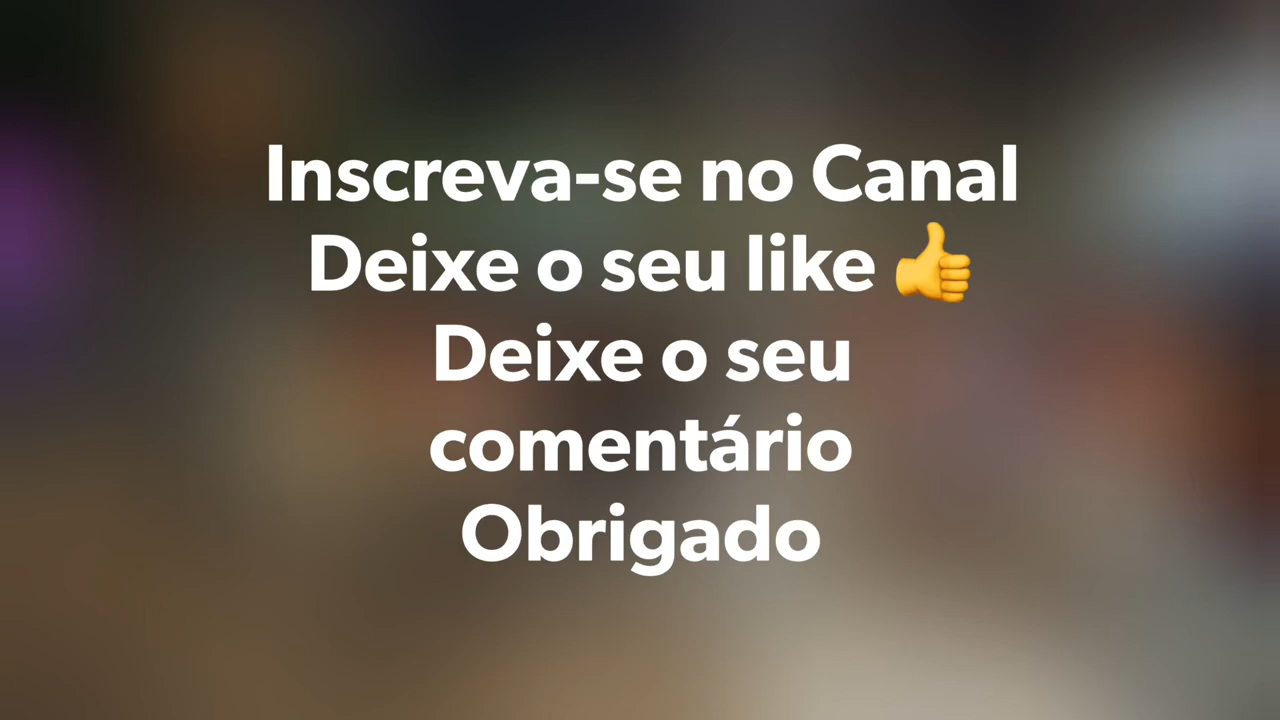 Inscreva-se no Canal
Deixe o seu like 👍
Deixe o seu
comentário
Obrigado